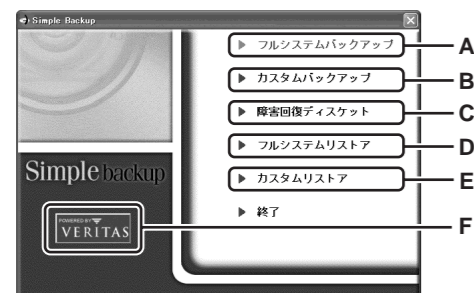 Simple Backup
フルシステムバックアップ
A
カスタムバックアップ
B
障害回復ディスケット
C
フルシステムリストア
D
カスタムリストア
E
終了
Simple backup
POWERED BY
VERITAS
F